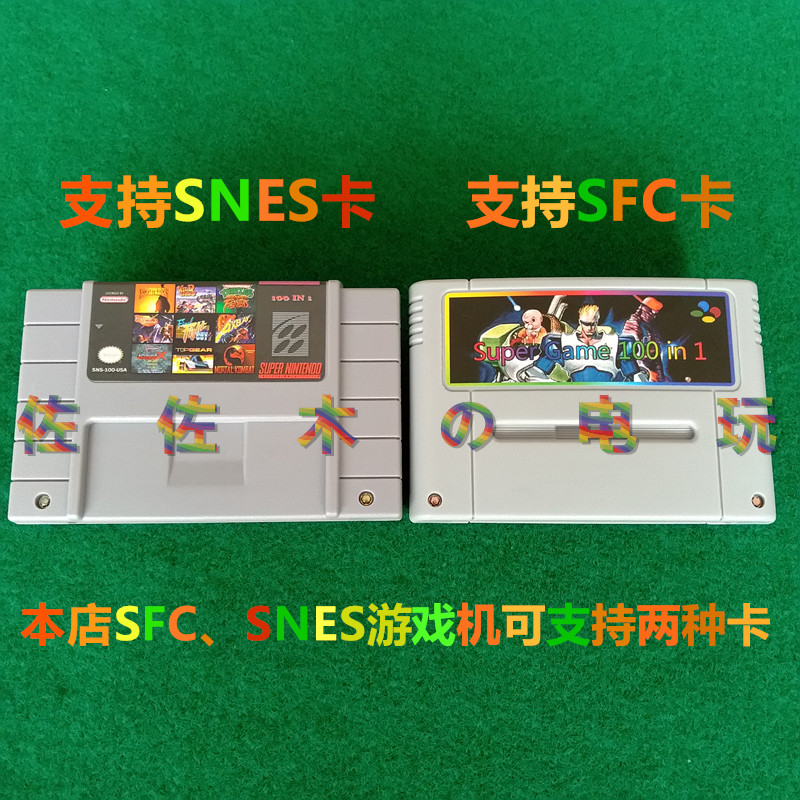 支持SNES卡
支持SFC卡
LICENSED BY
Nintendo
100 IN 1
TOP GEAR
MORTAL KOMBAT
SNS-100-USA
SUPER NINTENDO
Super Game 100 in 1
佐佐木の电玩
本店SFC、SNES游戏机可支持两种卡